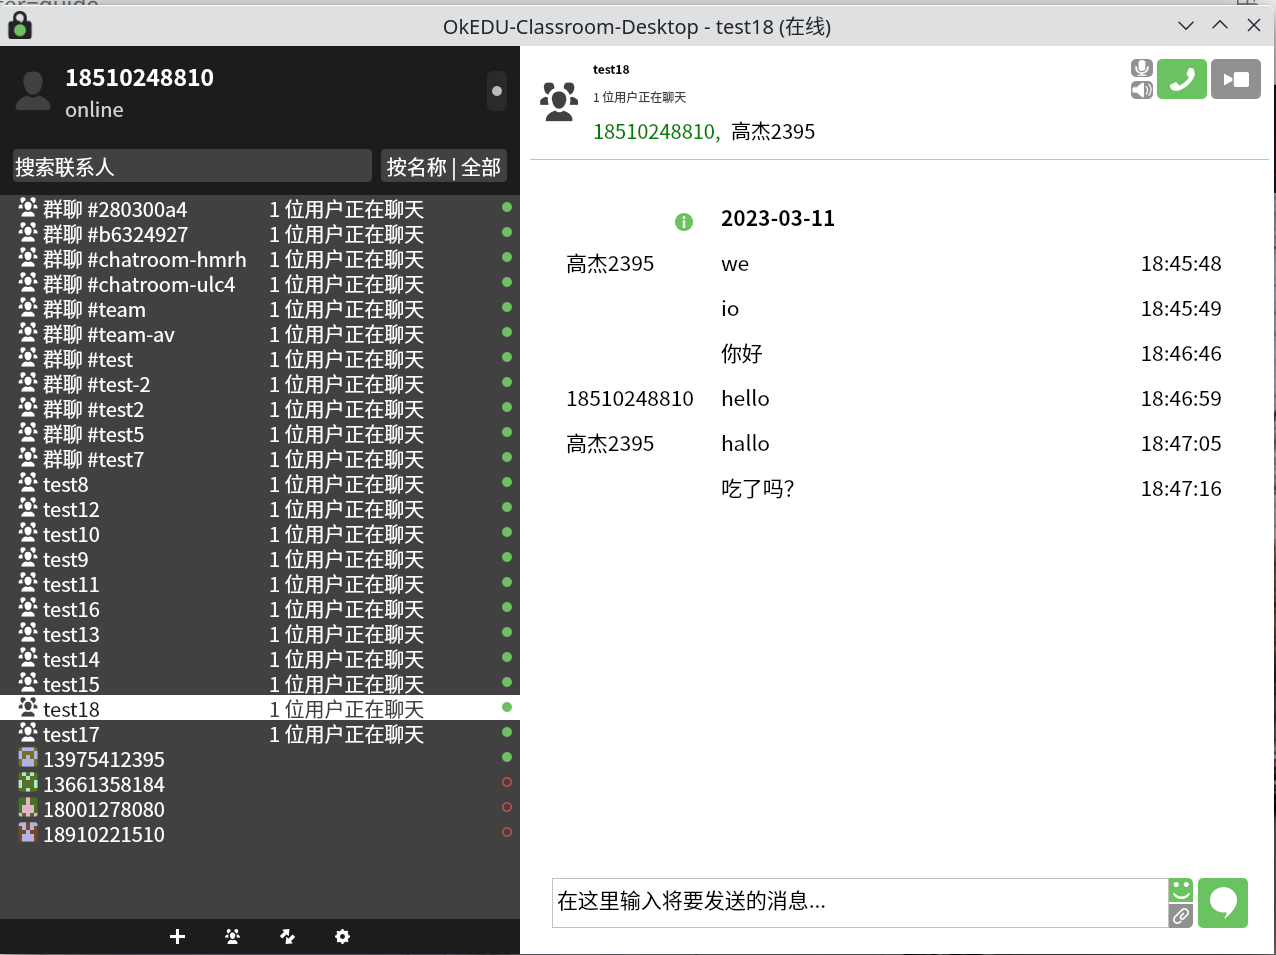 OkEDU-Classroom-Desktop - test18 (在线)
18510248810
online
搜索联系人
按名称 | 全部
群聊 #280300a4 1 位用户正在聊天
群聊 #b6324927 1 位用户正在聊天
群聊 #chatroom-hmrh 1 位用户正在聊天
群聊 #chatroom-ulc4 1 位用户正在聊天
群聊 #team 1 位用户正在聊天
群聊 #team-av 1 位用户正在聊天
群聊 #test 1 位用户正在聊天
群聊 #test-2 1 位用户正在聊天
群聊 #test2 1 位用户正在聊天
群聊 #test5 1 位用户正在聊天
群聊 #test7 1 位用户正在聊天
test8 1 位用户正在聊天
test12 1 位用户正在聊天
test10 1 位用户正在聊天
test9 1 位用户正在聊天
test11 1 位用户正在聊天
test16 1 位用户正在聊天
test13 1 位用户正在聊天
test14 1 位用户正在聊天
test15 1 位用户正在聊天
test18 1 位用户正在聊天
test17 1 位用户正在聊天
13975412395
13661358184
18001278080
18910221510
test18
1 位用户正在聊天
18510248810, 高杰2395
2023-03-11
高杰2395 we 18:45:48
io 18:45:49
你好 18:46:46
18510248810 hello 18:46:59
高杰2395 hallo 18:47:05
吃了吗? 18:47:16
在这里输入将要发送的消息...